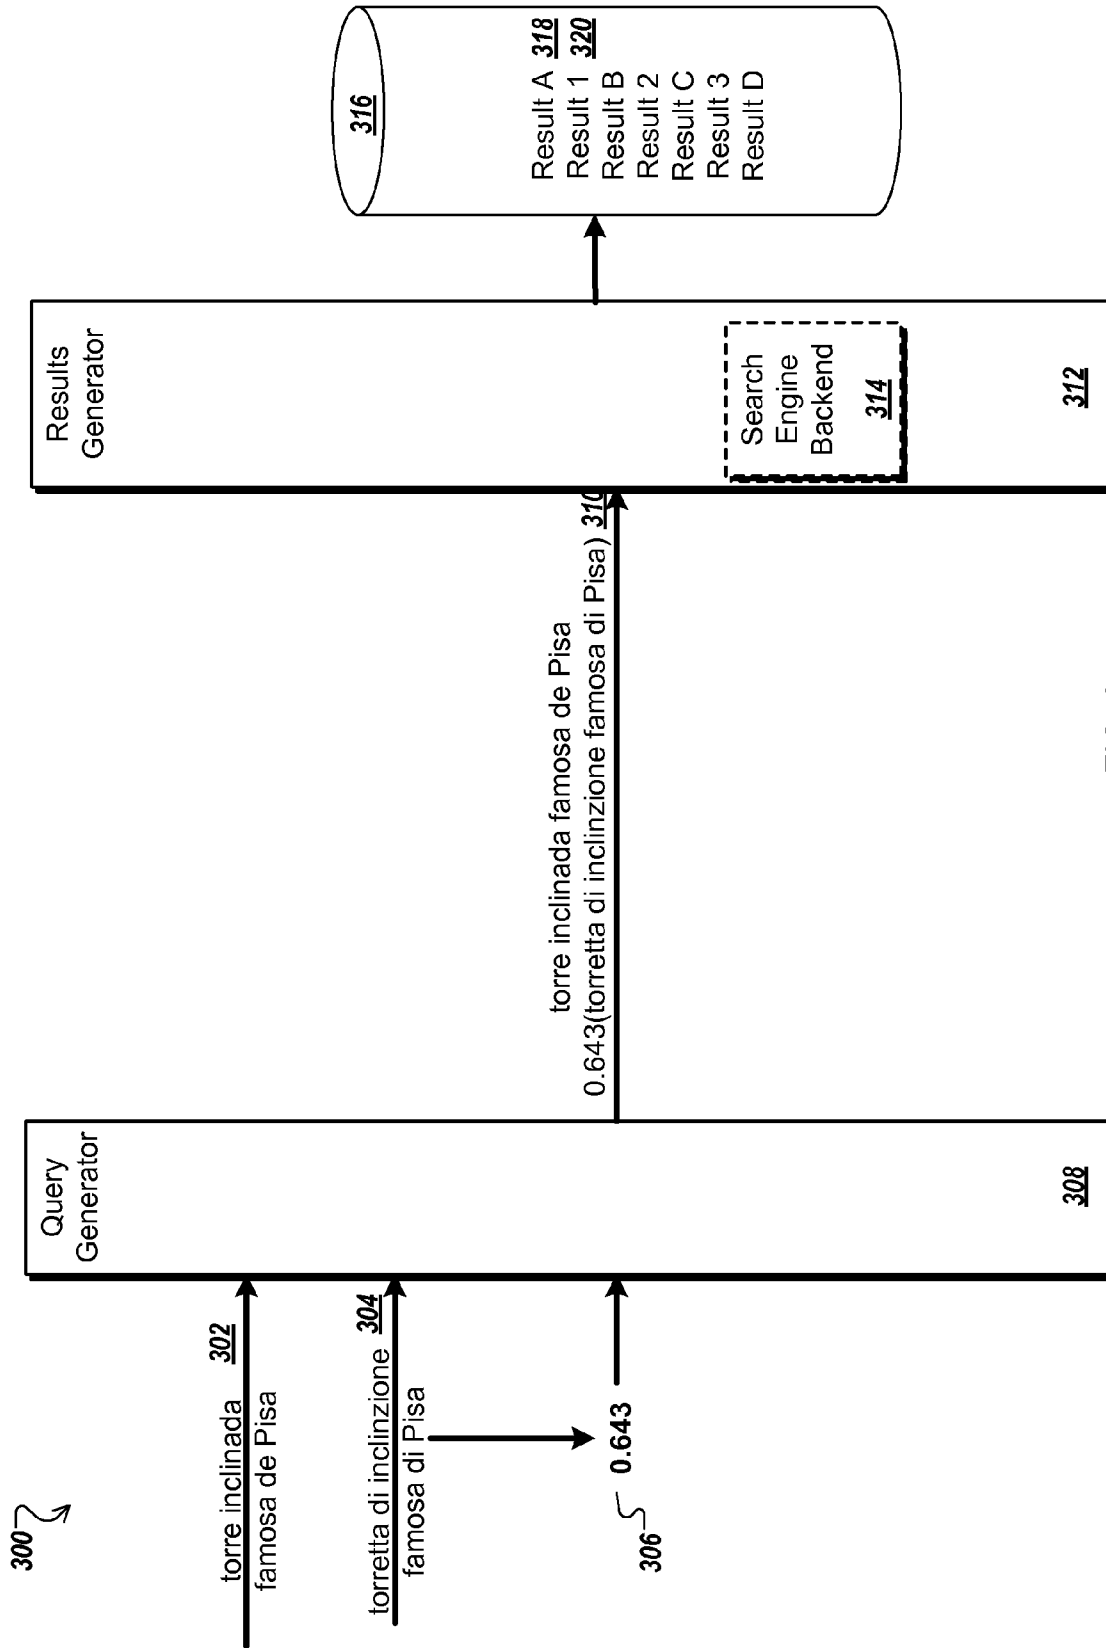 300
torre inclinada 302
famosa de Pisa
torretta di inclinzione 304
famosa di Pisa
0.643
306
Query
Generator
308
torre inclinada famosa de Pisa
0.643(torretta di inclinzione famosa di Pisa) 310
Results
Generator
Search
Engine
Backend
314
312
316
Result A 318
Result 1 320
Result B
Result 2
Result C
Result 3
Result D